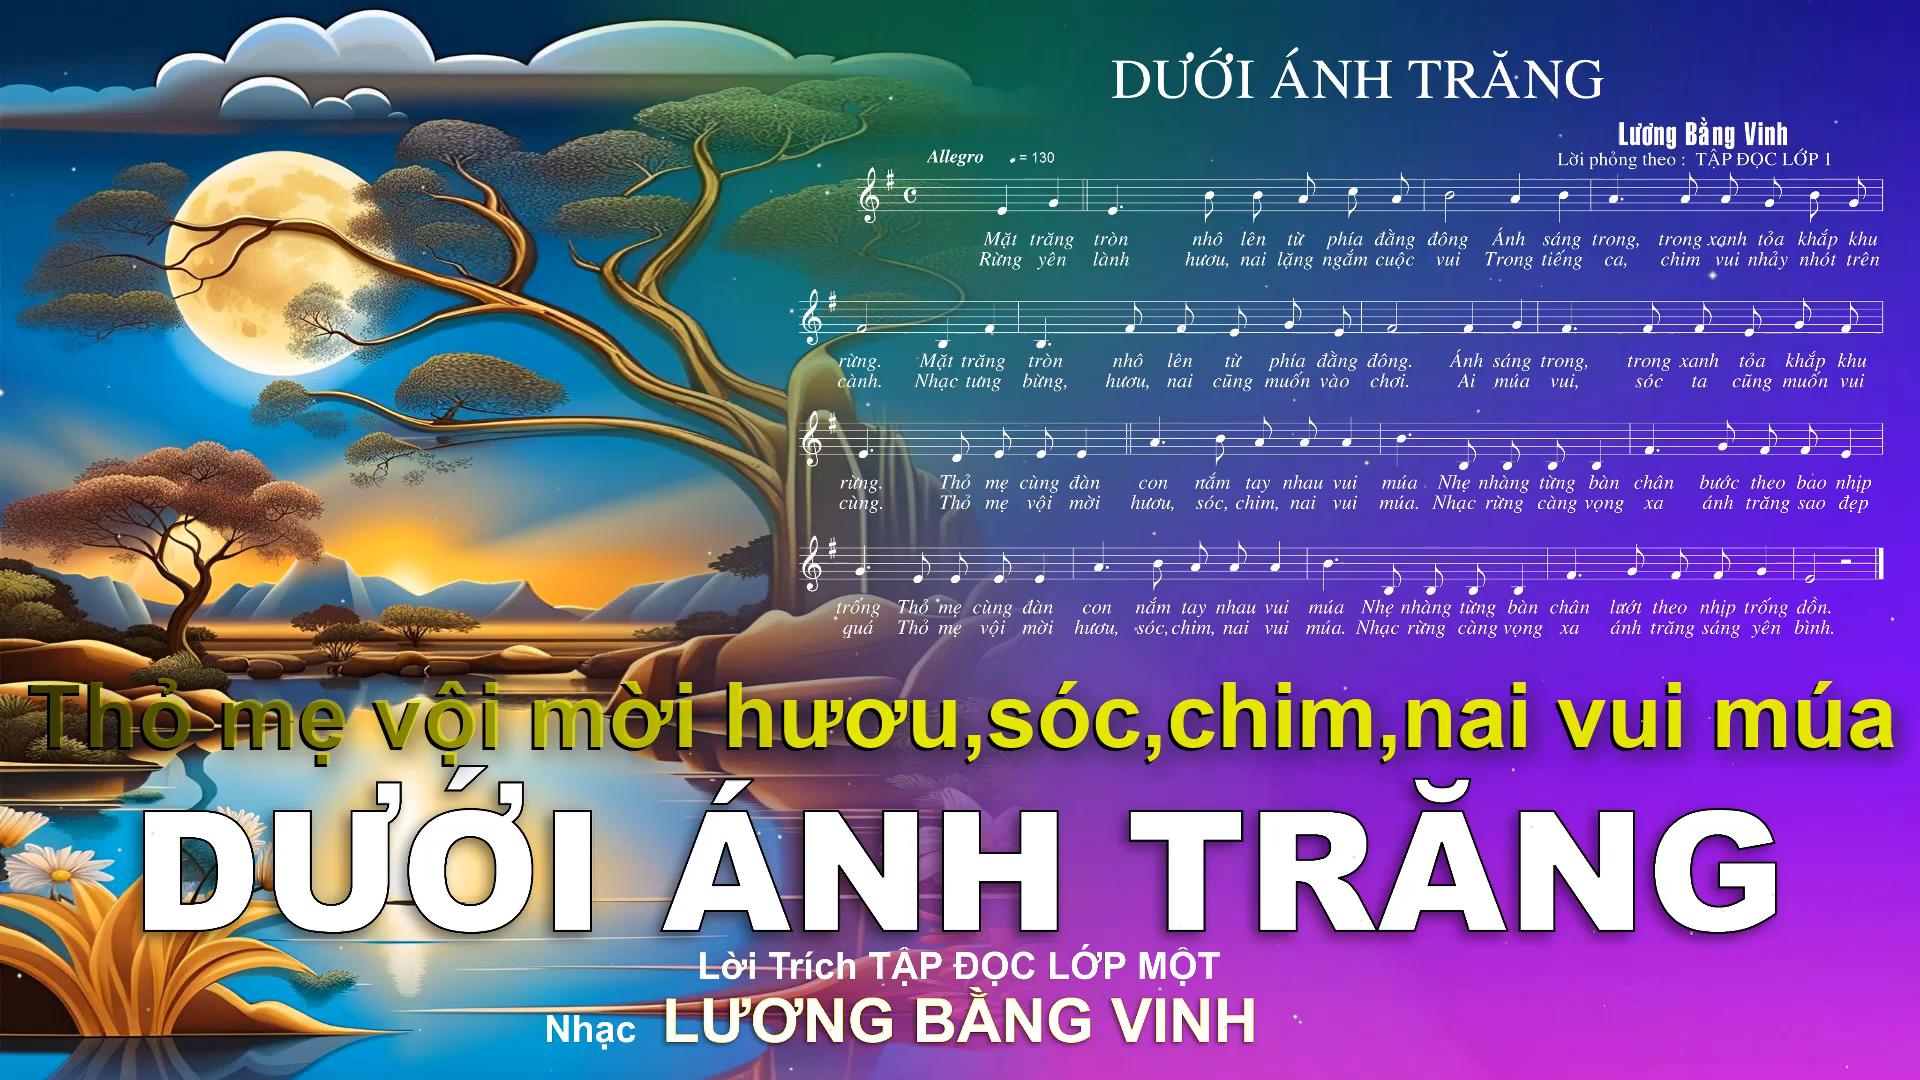 DƯỚI ÁNH TRĂNG
Lương Bằng Vinh
Allegro ♩. = 130
Lời phỏng theo : TẬP ĐỌC LỚP 1
Mặt trăng tròn nhô lên từ phía đằng đông Ánh sáng trong, trong xanh tỏa khắp khu
Rừng yên lành hươu, nai lặng ngắm cuộc vui Trong tiếng ca, chim vui nhảy nhót trên
rừng. Mặt trăng tròn nhô lên từ phía đằng đông. Ánh sáng trong, trong xanh tỏa khắp khu
cành. Nhạc tưng bừng, hươu, nai cũng muốn vào chơi. Ai múa vui, sóc ta cũng muốn vui
rừng. Thỏ mẹ cùng đàn con nắm tay nhau vui múa Nhẹ nhàng từng bàn chân bước theo bao nhịp
cùng. Thỏ mẹ vội mời hươu, sóc, chim, nai vui múa. Nhạc rừng càng vọng xa ánh trăng sao đẹp
trống Thỏ mẹ cùng đàn con nắm tay nhau vui múa Nhẹ nhàng từng bàn chân lướt theo nhịp trống dồn.
quá Thỏ mẹ vội mời hươu, sóc, chim, nai vui múa. Nhạc rừng càng vọng xa ánh trăng sáng yên bình.
Thỏ mẹ vội mời hươu,sóc,chim,nai vui múa
DƯỚI ÁNH TRĂNG
Lời Trích TẬP ĐỌC LỚP MỘT
Nhạc LƯƠNG BẰNG VINH